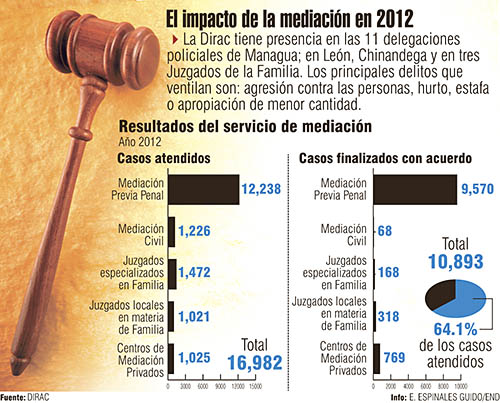 El impacto de la mediación en 2012
La Dirac tiene presencia en las 11 delegaciones
policiales de Managua; en León, Chinandega y en tres
Juzgados de la Familia. Los principales delitos que
ventilan son: agresión contra las personas, hurto, estafa
o apropiación de menor cantidad.
Resultados del servicio de mediación
Año 2012
Casos atendidos
Mediación
Previa Penal
12,238
Mediación
Civil
1,226
Juzgados
especializados
en Familia
1,472
Juzgados locales
en materia
de Familia
1,021
Centros de
Mediación
Privados
1,025
Total
16,982
0 3000 6000 9000 12000 15000
Casos finalizados con acuerdo
Mediación
Previa Penal
9,570
Mediación
Civil
68
Juzgados
especializados
en Familia
168
Juzgados locales
en materia
de Familia
318
Centros de
Mediación
Privados
769
0 2000 4000 6000 8000 10000
Total
10,893
64.1%
de los casos
atendidos
Fuente: DIRAC
Info: E. ESPINALES GUIDO/END